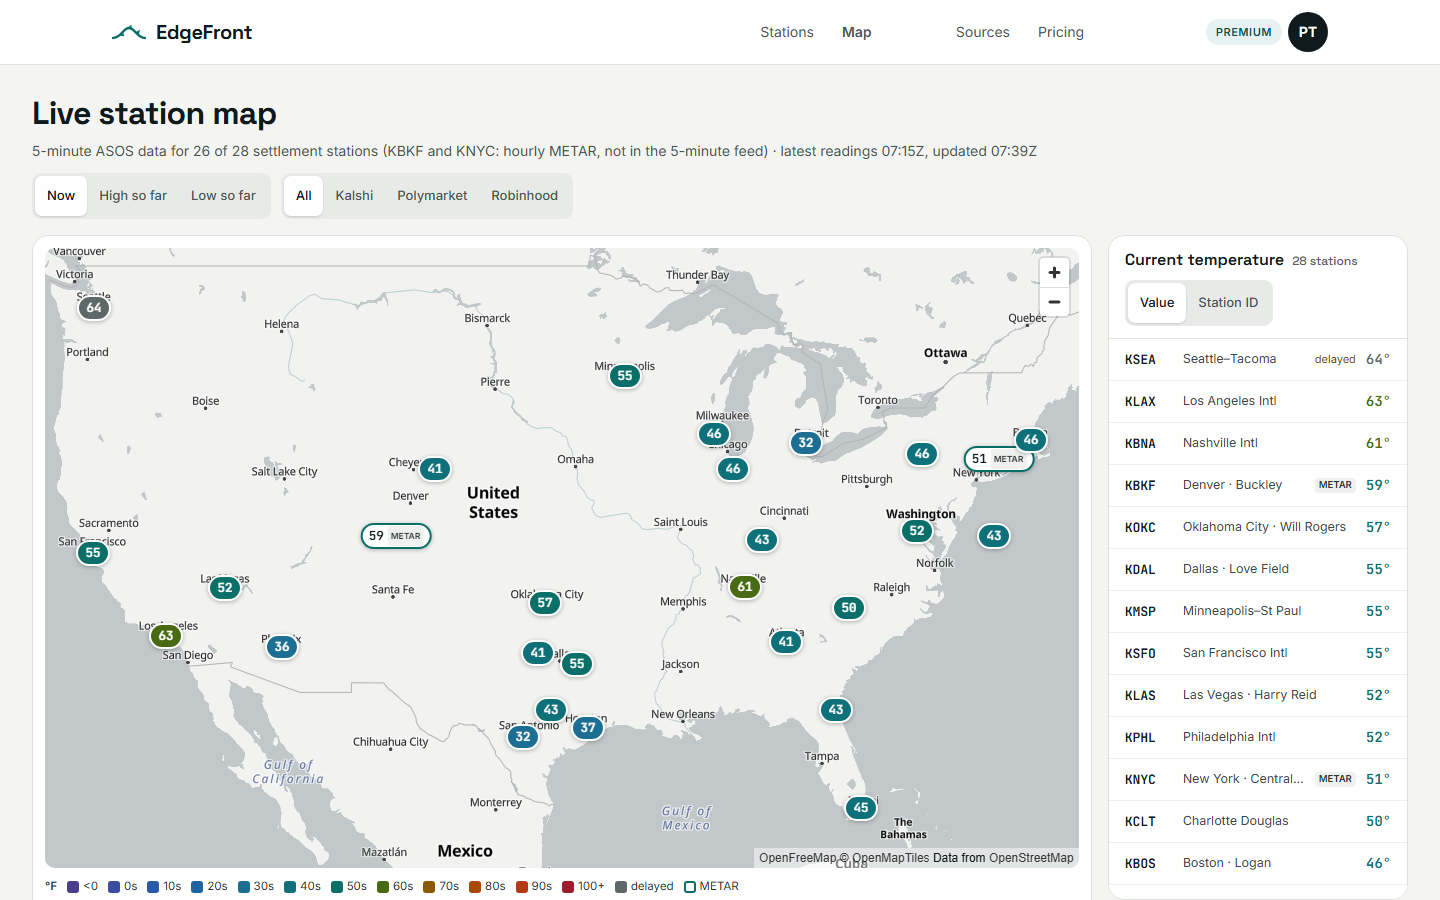 EdgeFront
Stations Map Sources Pricing PREMIUM PT
Live station map
5-minute ASOS data for 26 of 28 settlement stations (KBKF and KNYC: hourly METAR, not in the 5-minute feed) · latest readings 07:15Z, updated 07:39Z
Now High so far Low so far All Kalshi Polymarket Robinhood
Vancouver
Victoria
64
Portland
Helena
Bismarck
Thunder Bay
Quebec
Ottawa
Boise
Pierre
55
Toronto
Milwaukee
46
32
46
46
51 METAR
New York
Salt Lake City
41
Denver
Omaha
46
Pittsburgh
United
States
Saint Louis
Cincinnati
Washington
52
43
43
Sacramento
San Francisco
55
59 METAR
Norfolk
52
Santa Fe
Oklahoma City
57
61
Memphis
Raleigh
50
Los Angeles
63
San Diego
36
41
55
Jackson
41
43
San Antonio
32
37
New Orleans
43
Chihuahua City
Tampa
Gulf of
California
Monterrey
Gulf of
Mexico
45
The
Bahamas
Mazatlán
Mexico
Cuba
OpenFreeMap © OpenMapTiles Data from OpenStreetMap
°F <0 0s 10s 20s 30s 40s 50s 60s 70s 80s 90s 100+ delayed METAR
Current temperature 28 stations
Value Station ID
KSEA Seattle–Tacoma delayed 64°
KLAX Los Angeles Intl 63°
KBNA Nashville Intl 61°
KBKF Denver · Buckley METAR 59°
KOKC Oklahoma City · Will Rogers 57°
KDAL Dallas · Love Field 55°
KMSP Minneapolis–St Paul 55°
KSFO San Francisco Intl 55°
KLAS Las Vegas · Harry Reid 52°
KPHL Philadelphia Intl 52°
KNYC New York · Central... METAR 51°
KCLT Charlotte Douglas 50°
KBOS Boston · Logan 46°